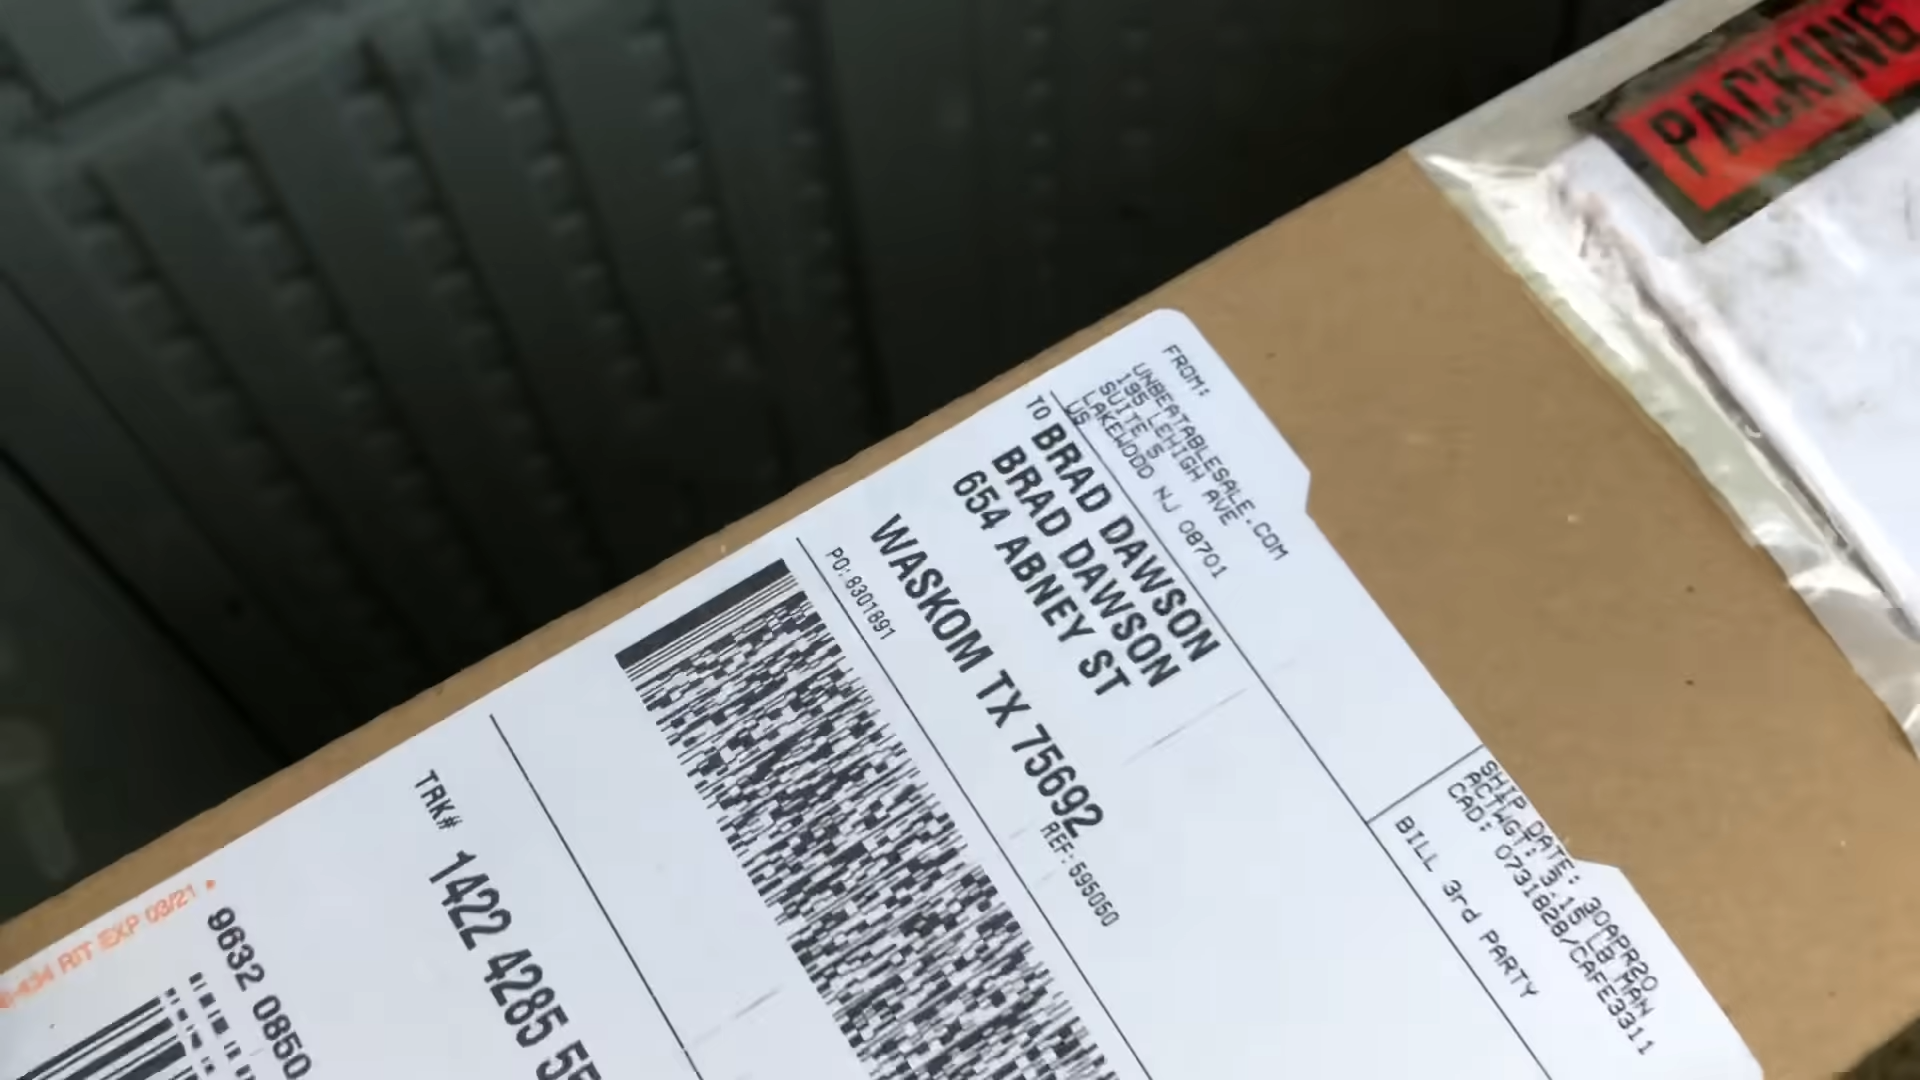 PACKING
FROM:
UNBEATABLESALE.COM
195 LEHIGH AVE
SUITE 5
LAKEWOOD NJ 08701
US
SHIP DATE: 30APR20
ACTWGT: 3.15 LB MAN
CAD: 0731828/CAFE3311
BILL 3rd PARTY
TO BRAD DAWSON
BRAD DAWSON
654 ABNEY ST
WASKOM TX 75692
REF: 595050
PO: 8301891
TRK# 1422 4285
9632 0850
RIT EXP 03/21